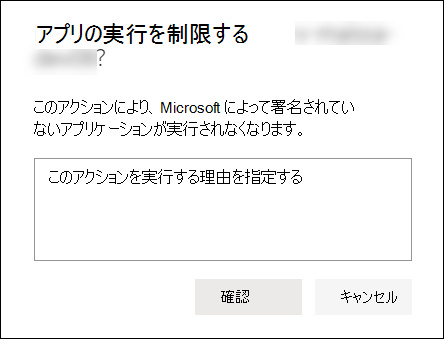 アプリの実行を制限する
?
このアクションにより、Microsoft によって署名されてい
ないアプリケーションが実行されなくなります。
このアクションを実行する理由を指定する
確認
キャンセル